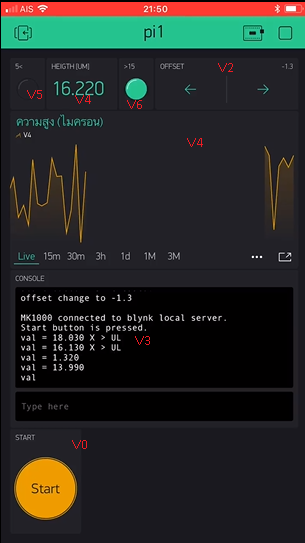 AIS 21:50
pi1
5< HEIGTH [UM] >15 OFFSET V2 -1.3
V5 16.220 V4 V6 ← →
ความสูง (ไมครอน) V4
V4
Live 15m 30m 3h 1d 1M 3M
CONSOLE
offset change to -1.3
MK1000 connected to blynk local server.
Start button is pressed.
val = 18.030 X > UL
val = 16.130 X > UL V3
val = 1.320
val = 13.990
val
Type here
START V0
Start